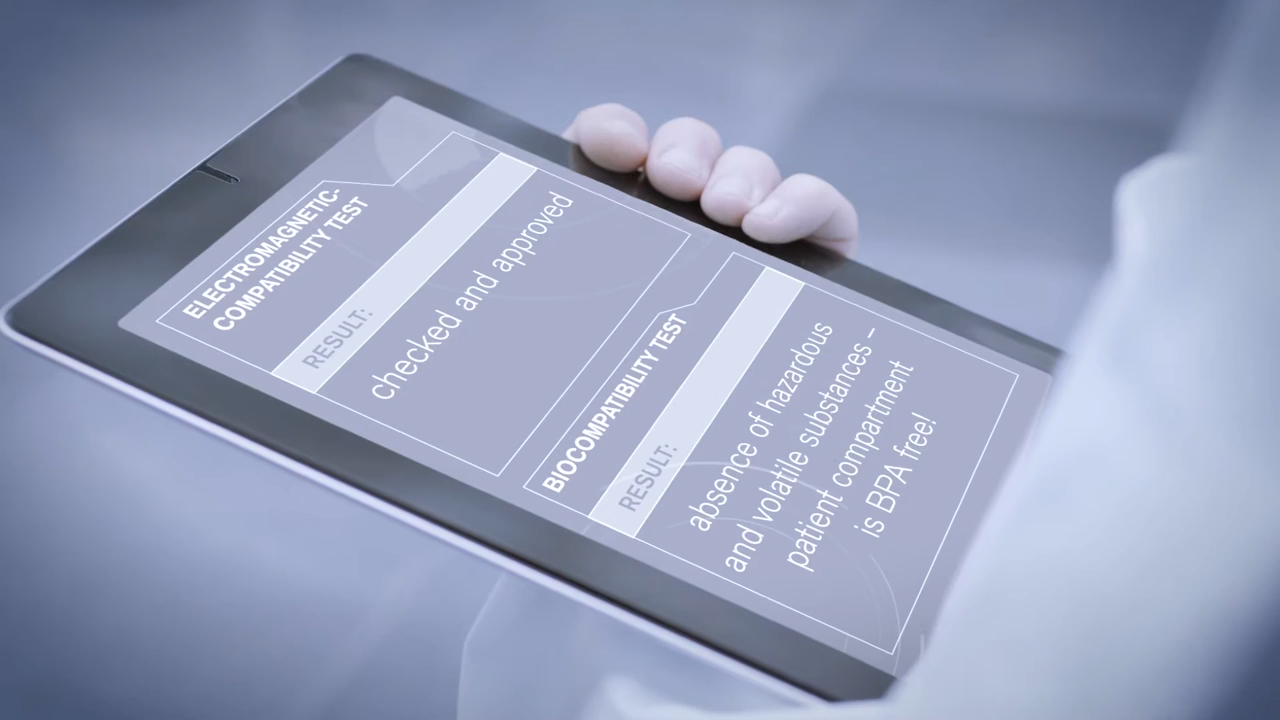 ELECTROMAGNETIC-
COMPATIBILITY TEST
RESULT:
checked and approved
BIOCOMPATIBILITY TEST
RESULT:
absence of hazardous
and volatile substances –
patient compartment
is BPA free!